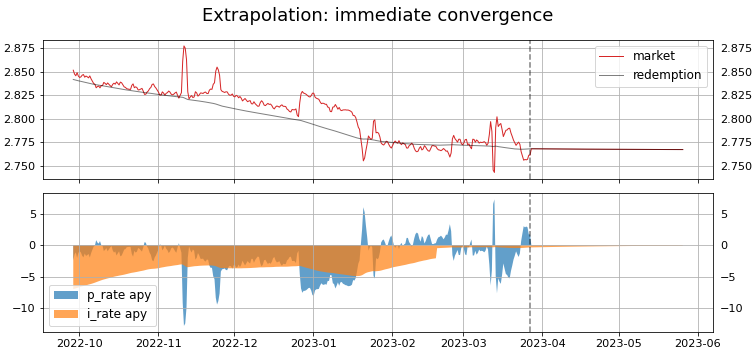 Extrapolation: immediate convergence
2.875 2.875
2.850 2.850
2.825 2.825
2.800 2.800
2.775 2.775
2.750 2.750
market
redemption
5 5
0 0
−5 −5
−10 −10
p_rate apy
i_rate apy
2022-10 2022-11 2022-12 2023-01 2023-02 2023-03 2023-04 2023-05 2023-06